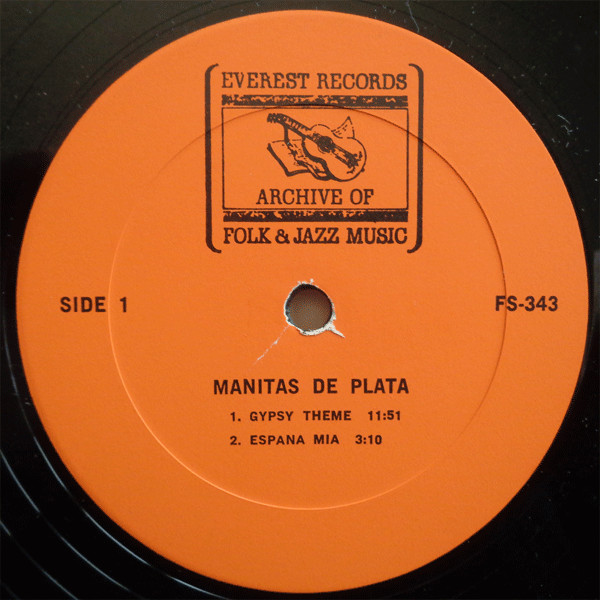 EVEREST RECORDS
ARCHIVE OF
FOLK & JAZZ MUSIC
SIDE 1
FS-343
MANITAS DE PLATA
1. GYPSY THEME 11:51
2. ESPANA MIA 3:10